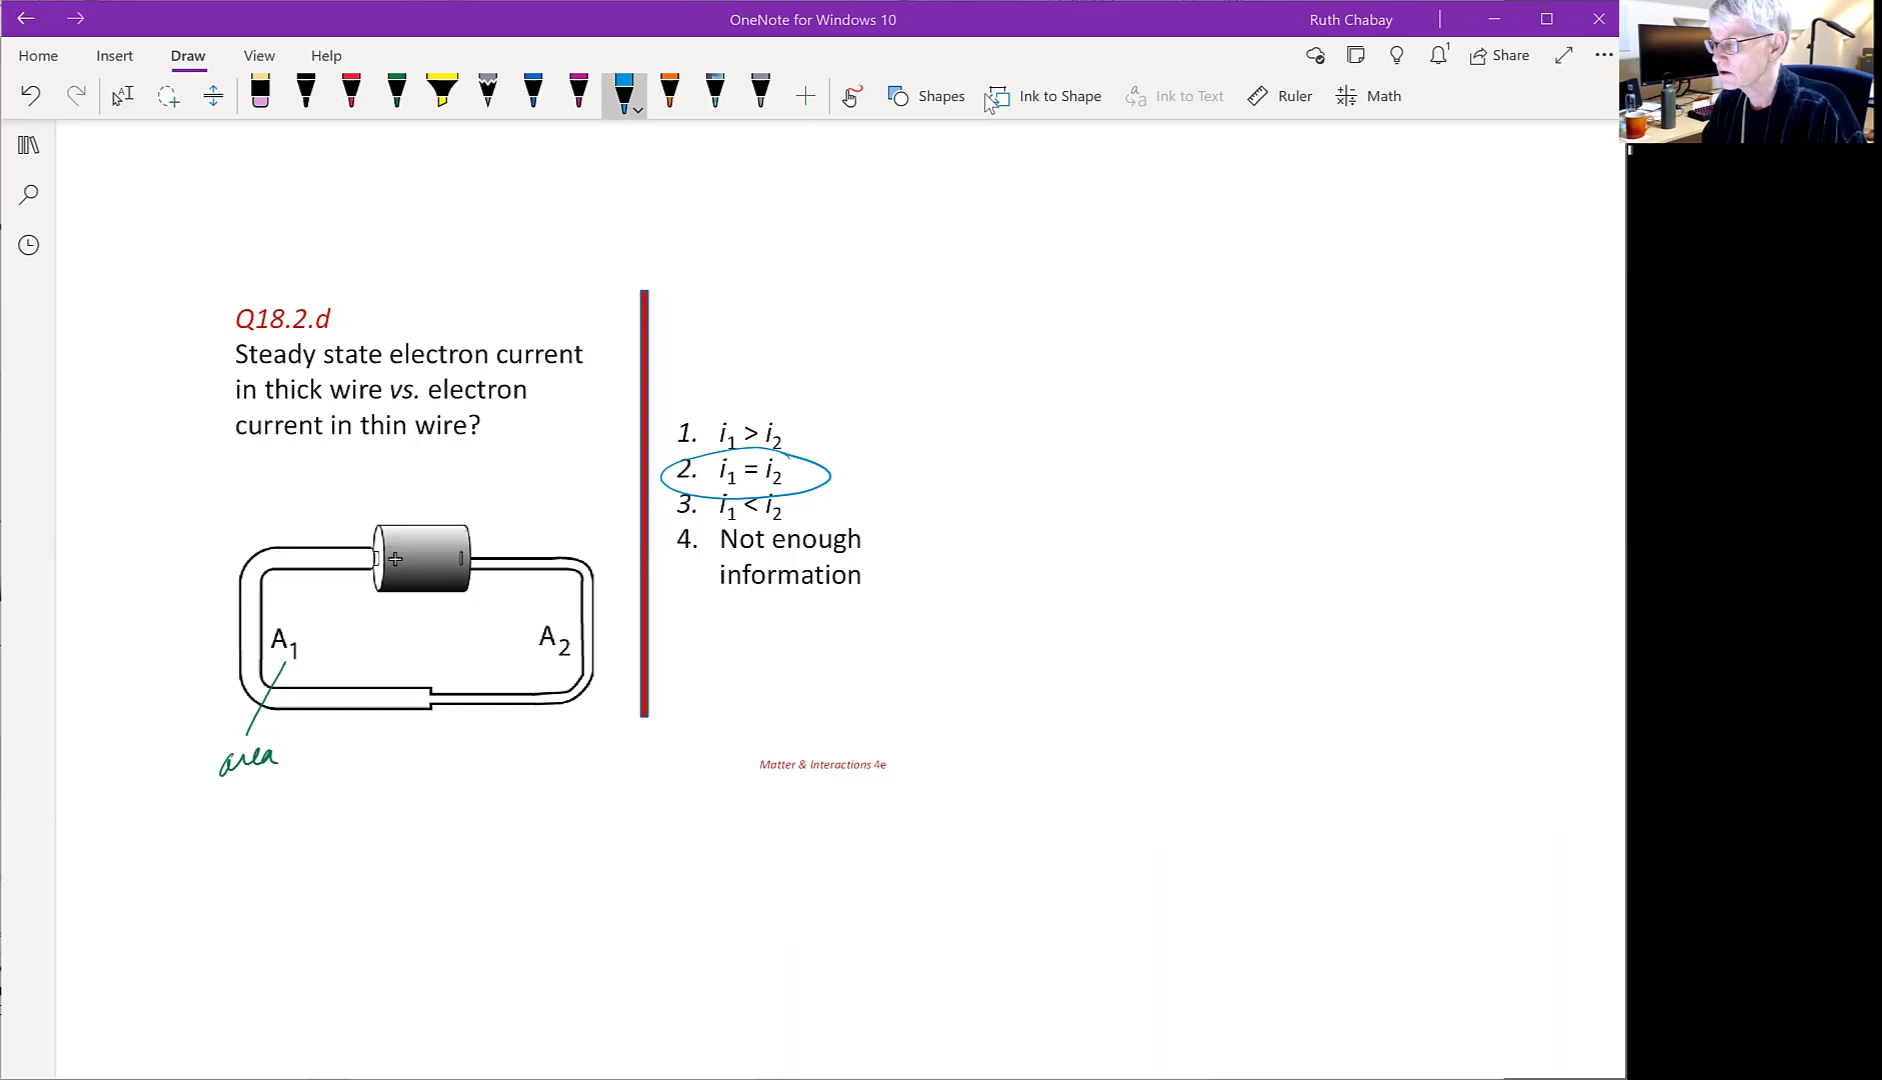 OneNote for Windows 10
Ruth Chabay
Home Insert Draw View Help
1 Share
Shapes Ink to Shape Ink to Text Ruler Math
Q18.2.d
Steady state electron current
in thick wire vs. electron
current in thin wire?
1. i1 > i2
2. i1 = i2
3. i1 < i2
4. Not enough
information
+
A1
A2
area
Matter & Interactions 4e